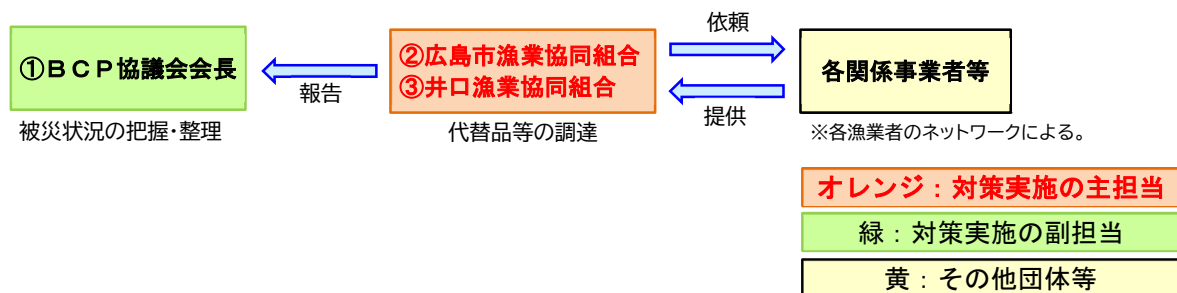 ①ＢＣＰ協議会会長
被災状況の把握・整理
報告
②広島市漁業協同組合
③井口漁業協同組合
代替品等の調達
依頼
提供
各関係事業者等
※各漁業者のネットワークによる。
オレンジ：対策実施の主担当
緑：対策実施の副担当
黄：その他団体等